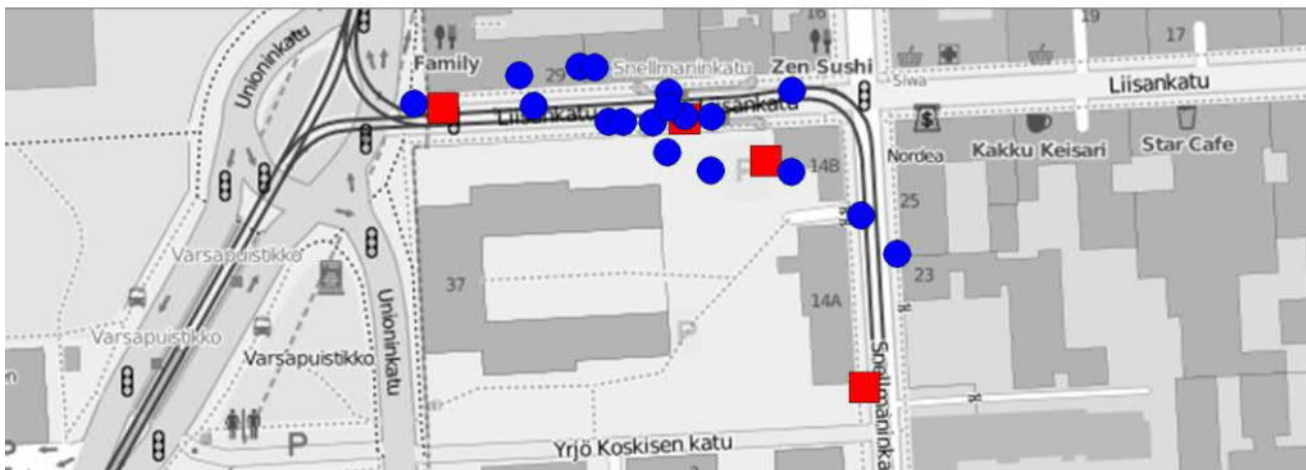 16
19
17
Unioninkatu
Family
29
Snellmaninkatu
Zen Sushi
Siwa
Liisankatu
Liisankatu
$
Nordea
Kakku Keisari
Star Cafe
14B
P
25
Varsapuistikko
23
37
14A
P
Varsapuistikko
Varsapuistikko
Unioninkatu
P
Yrjö Koskisen katu